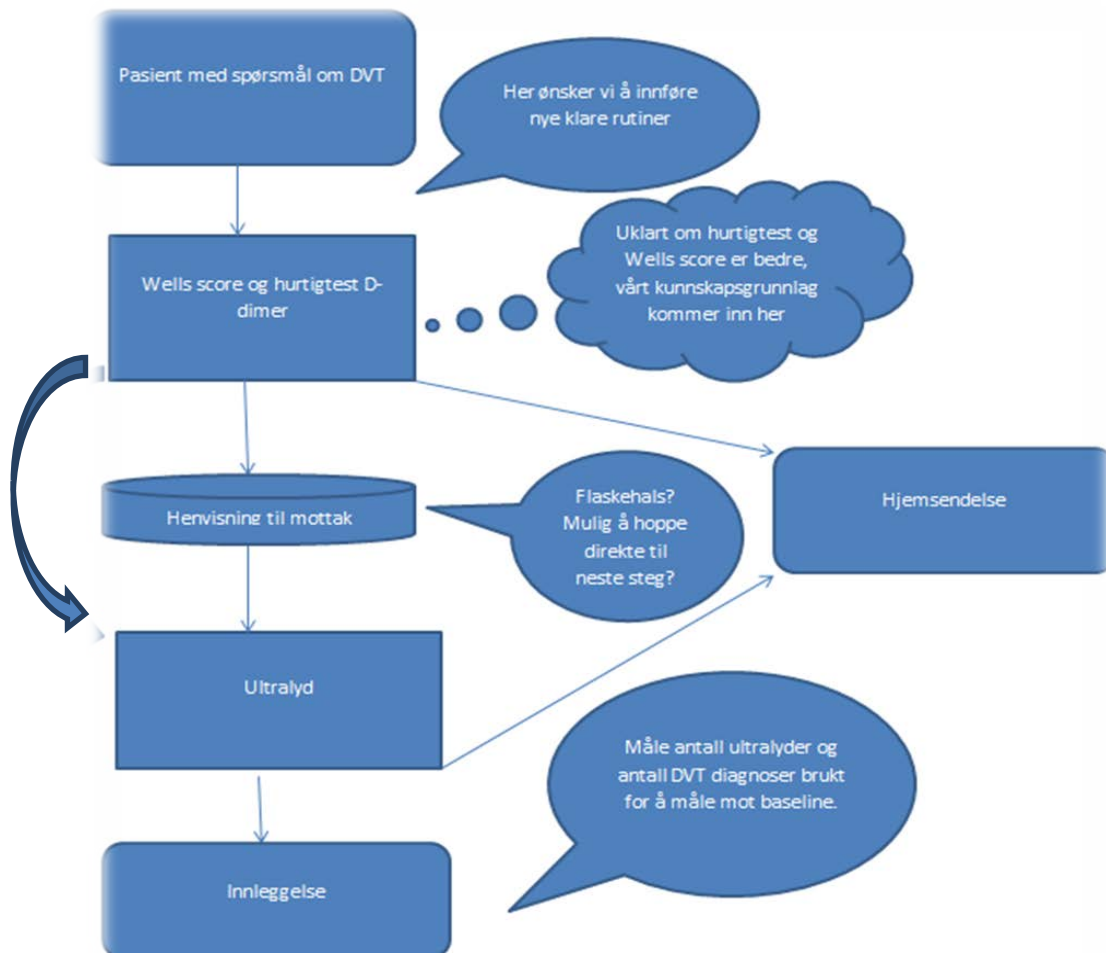 Pasient med spørsmål om DVT
Her ønsker vi å innføre
nye klare rutiner
Uklart om hurtigtest og
Wells score er bedre,
vårt kunnskapsgrunnlag
kommer inn her
Wells score og hurtigtest D-
dimer
Henvisning til mottak
Flaskehals?
Mulig å hoppe
direkte til
neste steg?
Hjemsendelse
Ultralyd
Måle antall ultralyder og
antall DVT diagnoser brukt
for å måle mot baseline.
Innleggelse